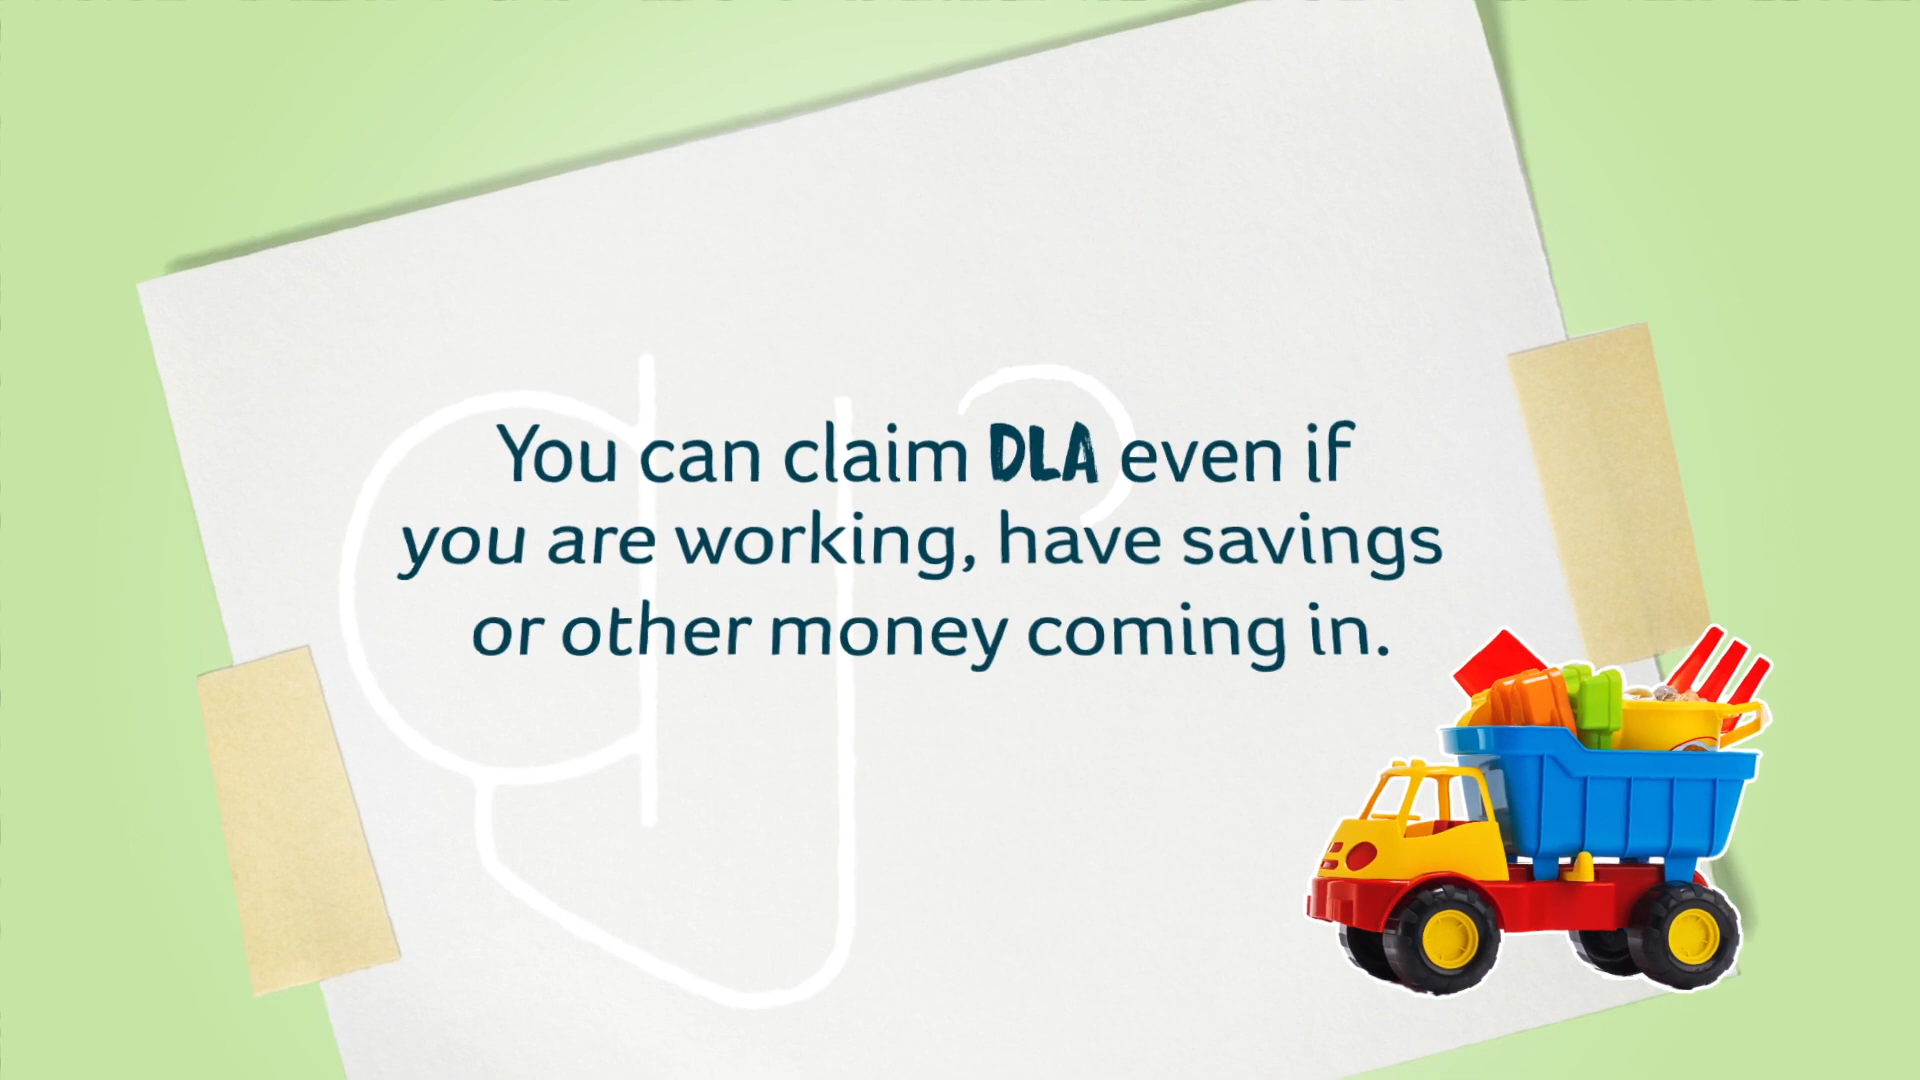 You can claim DLA even if
you are working, have savings
or other money coming in.